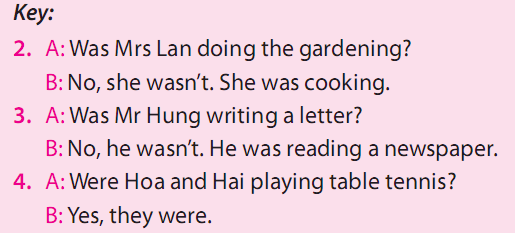 Key:
2. A: Was Mrs Lan doing the gardening?
B: No, she wasn't. She was cooking.
3. A: Was Mr Hung writing a letter?
B: No, he wasn't. He was reading a newspaper.
4. A: Were Hoa and Hai playing table tennis?
B: Yes, they were.